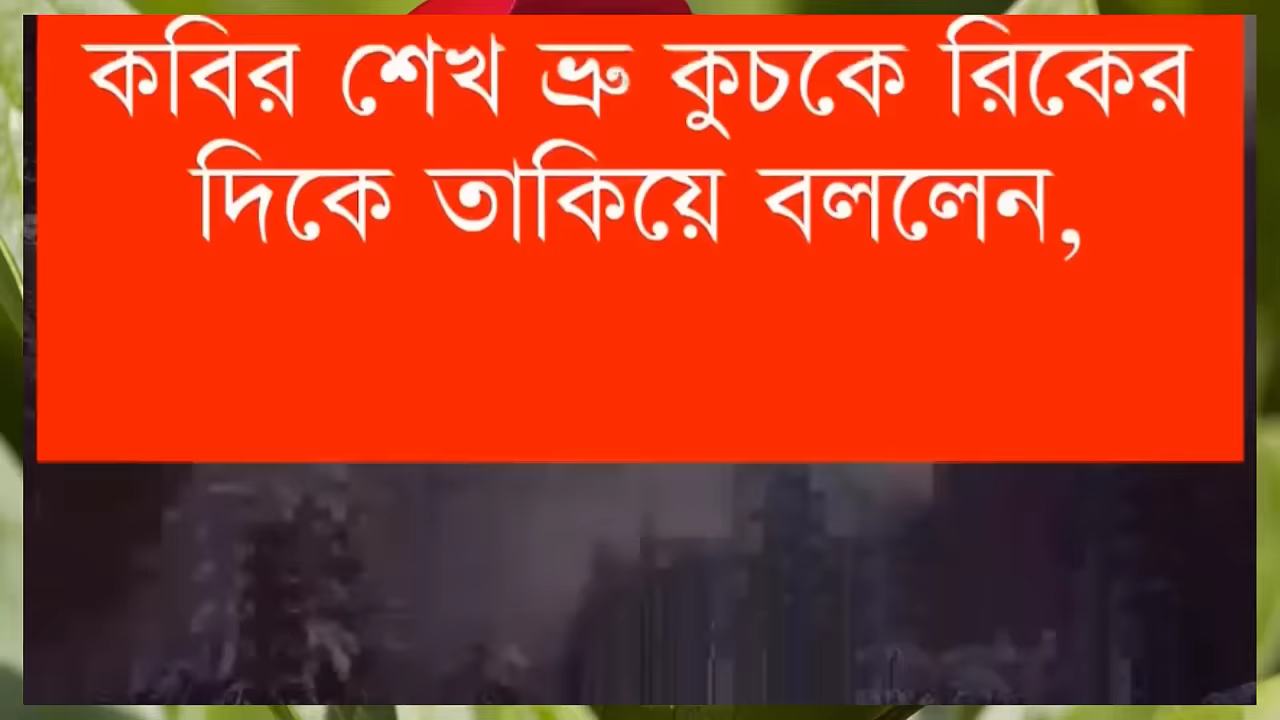 কবির শেখ ভ্রু কুচকে রিকের
দিকে তাকিয়ে বললেন,